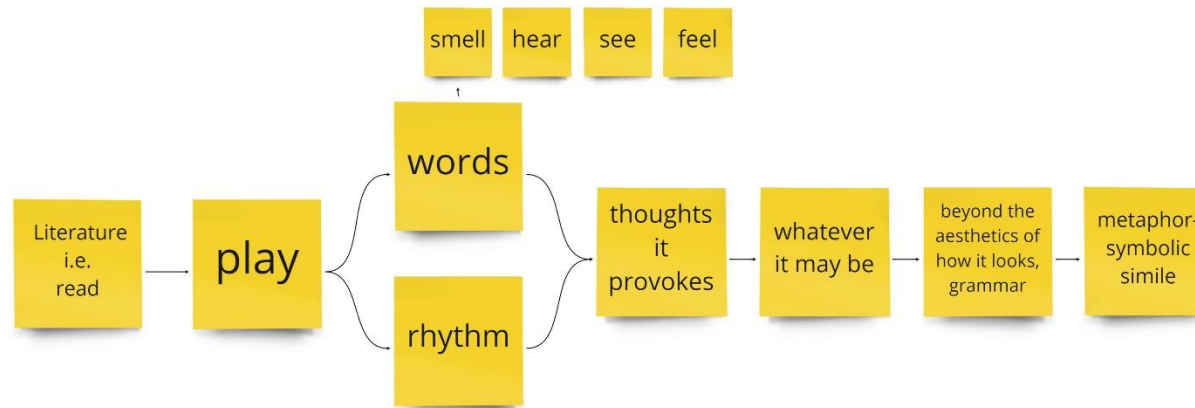 smell
hear
see
feel
words
Literature
i.e.
read
play
rhythm
thoughts
it
provokes
whatever
it may be
beyond the
aesthetics of
how it looks,
grammar
metaphor-
symbolic
simile